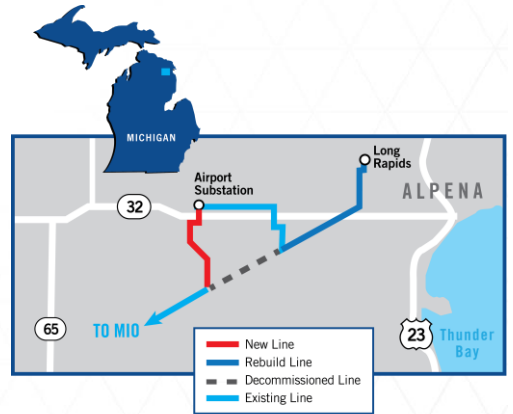 MICHIGAN
Long
Rapids
Airport
Substation
ALPENA
32
65
TO MIO
23
Thunder
Bay
New Line
Rebuild Line
Decommissioned Line
Existing Line